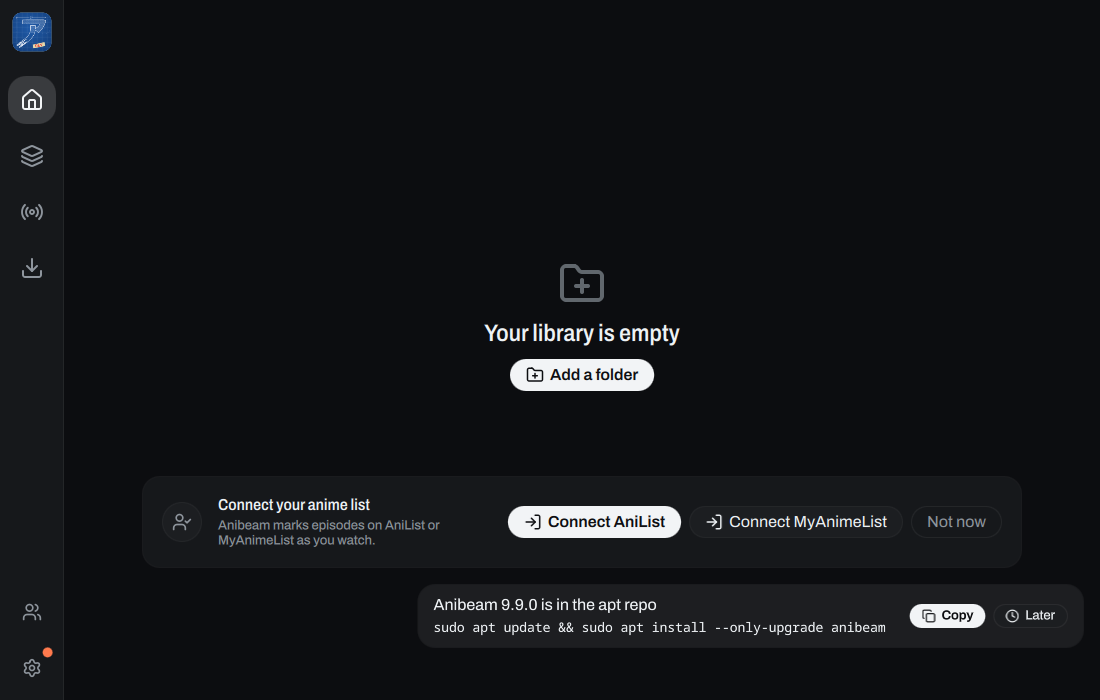 Your library is empty
Add a folder
Connect your anime list
Anibeam marks episodes on AniList or
MyAnimeList as you watch.
Connect AniList
Connect MyAnimeList
Not now
Anibeam 9.9.0 is in the apt repo
sudo apt update && sudo apt install --only-upgrade anibeam
Copy
Later